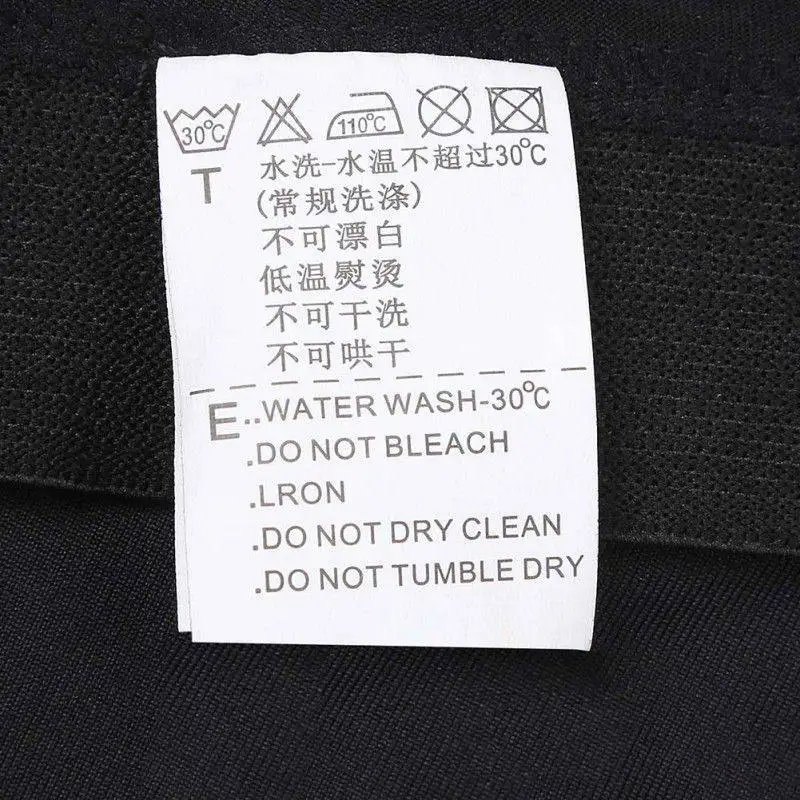 30°C 110°C
T 水洗-水温不超过30°C
(常规洗涤)
不可漂白
低温熨烫
不可干洗
不可哄干
E..WATER WASH-30°C
.DO NOT BLEACH
.LRON
.DO NOT DRY CLEAN
.DO NOT TUMBLE DRY